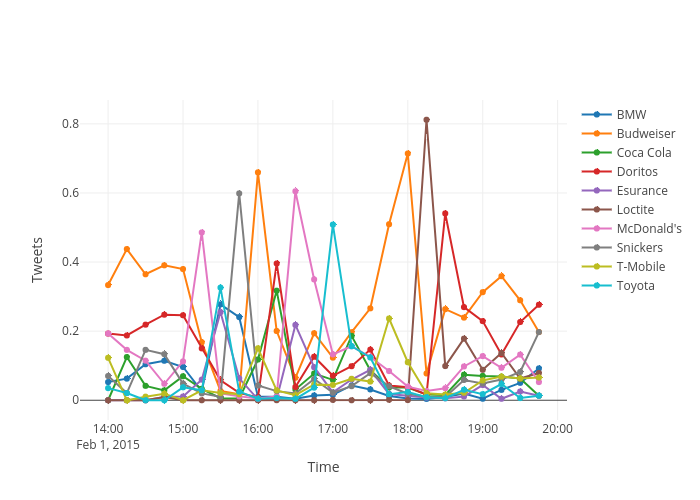 0.8
0.6
0.4
0.2
0
Tweets
14:00 15:00 16:00 17:00 18:00 19:00 20:00
Feb 1, 2015
Time
BMW
Budweiser
Coca Cola
Doritos
Esurance
Loctite
McDonald's
Snickers
T-Mobile
Toyota